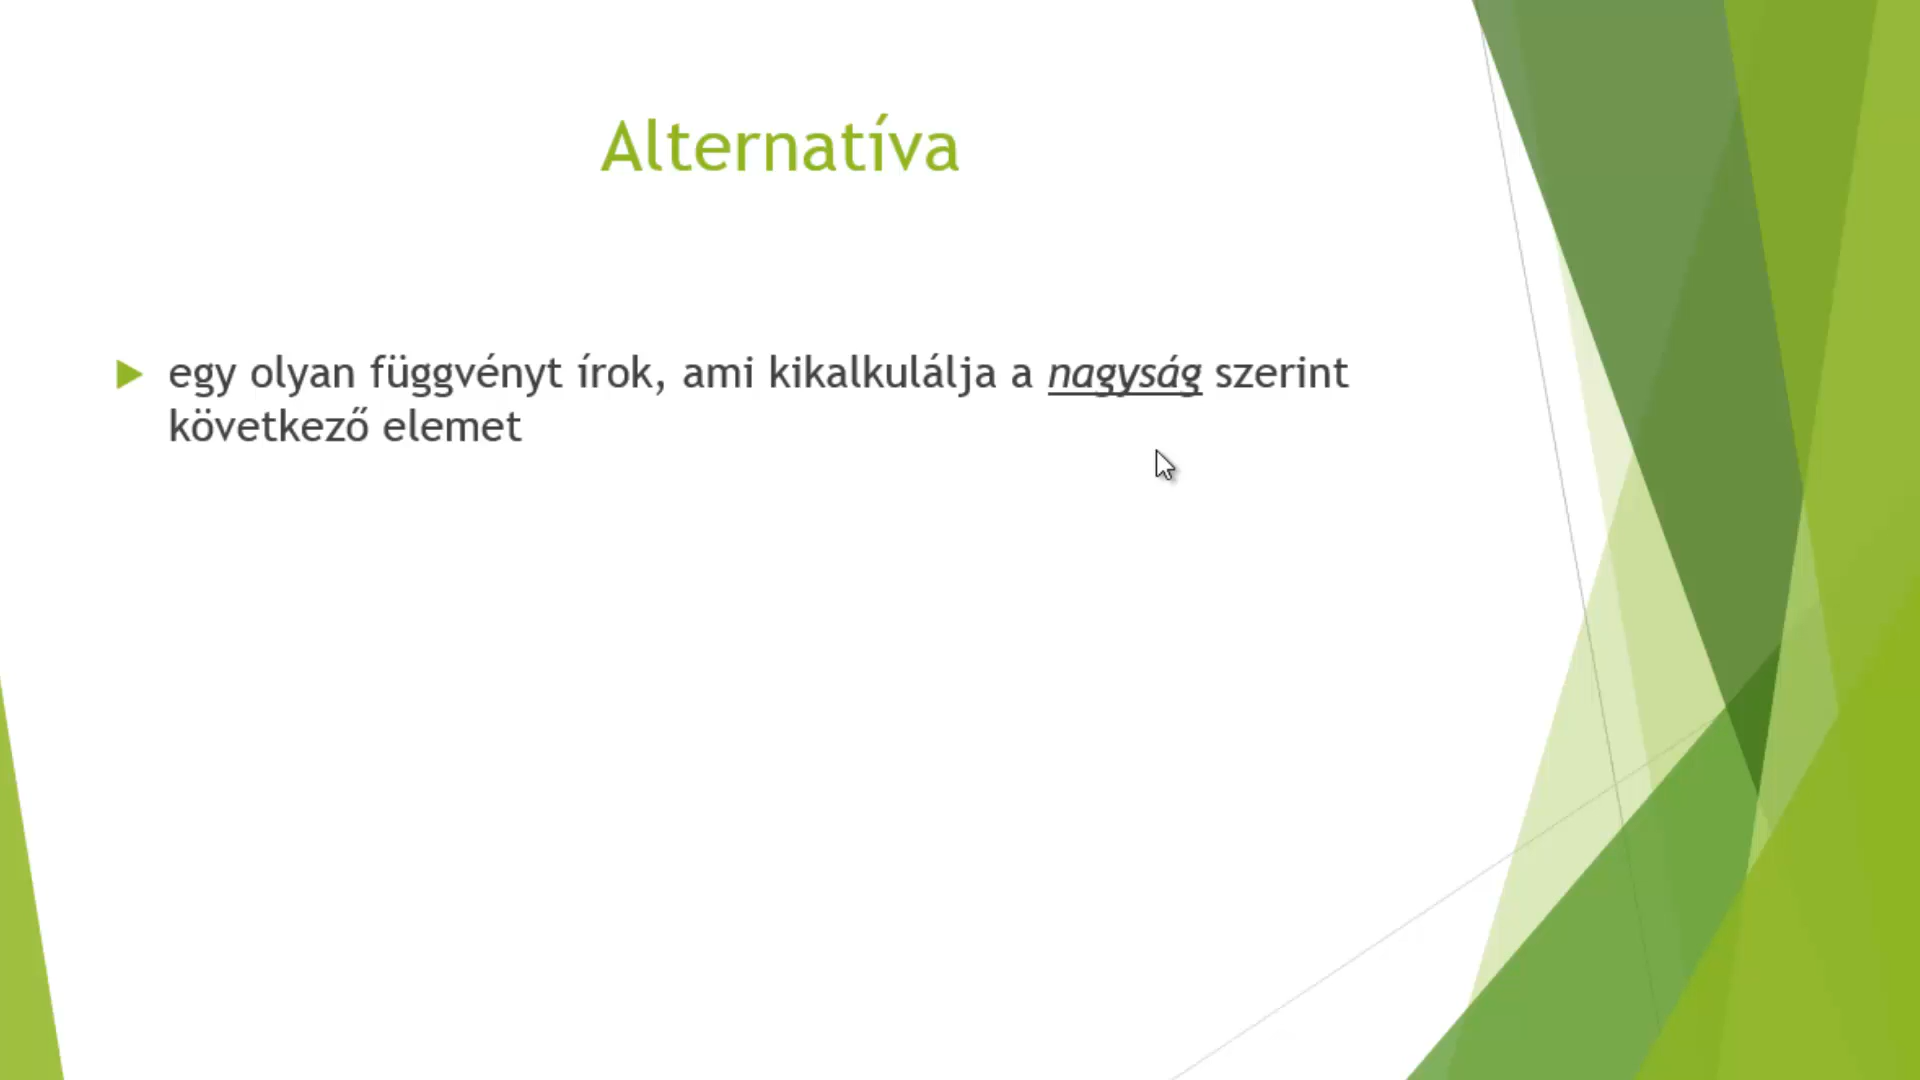 Alternatíva
egy olyan függvényt írok, ami kikalkulálja a nagyság szerint
következő elemet